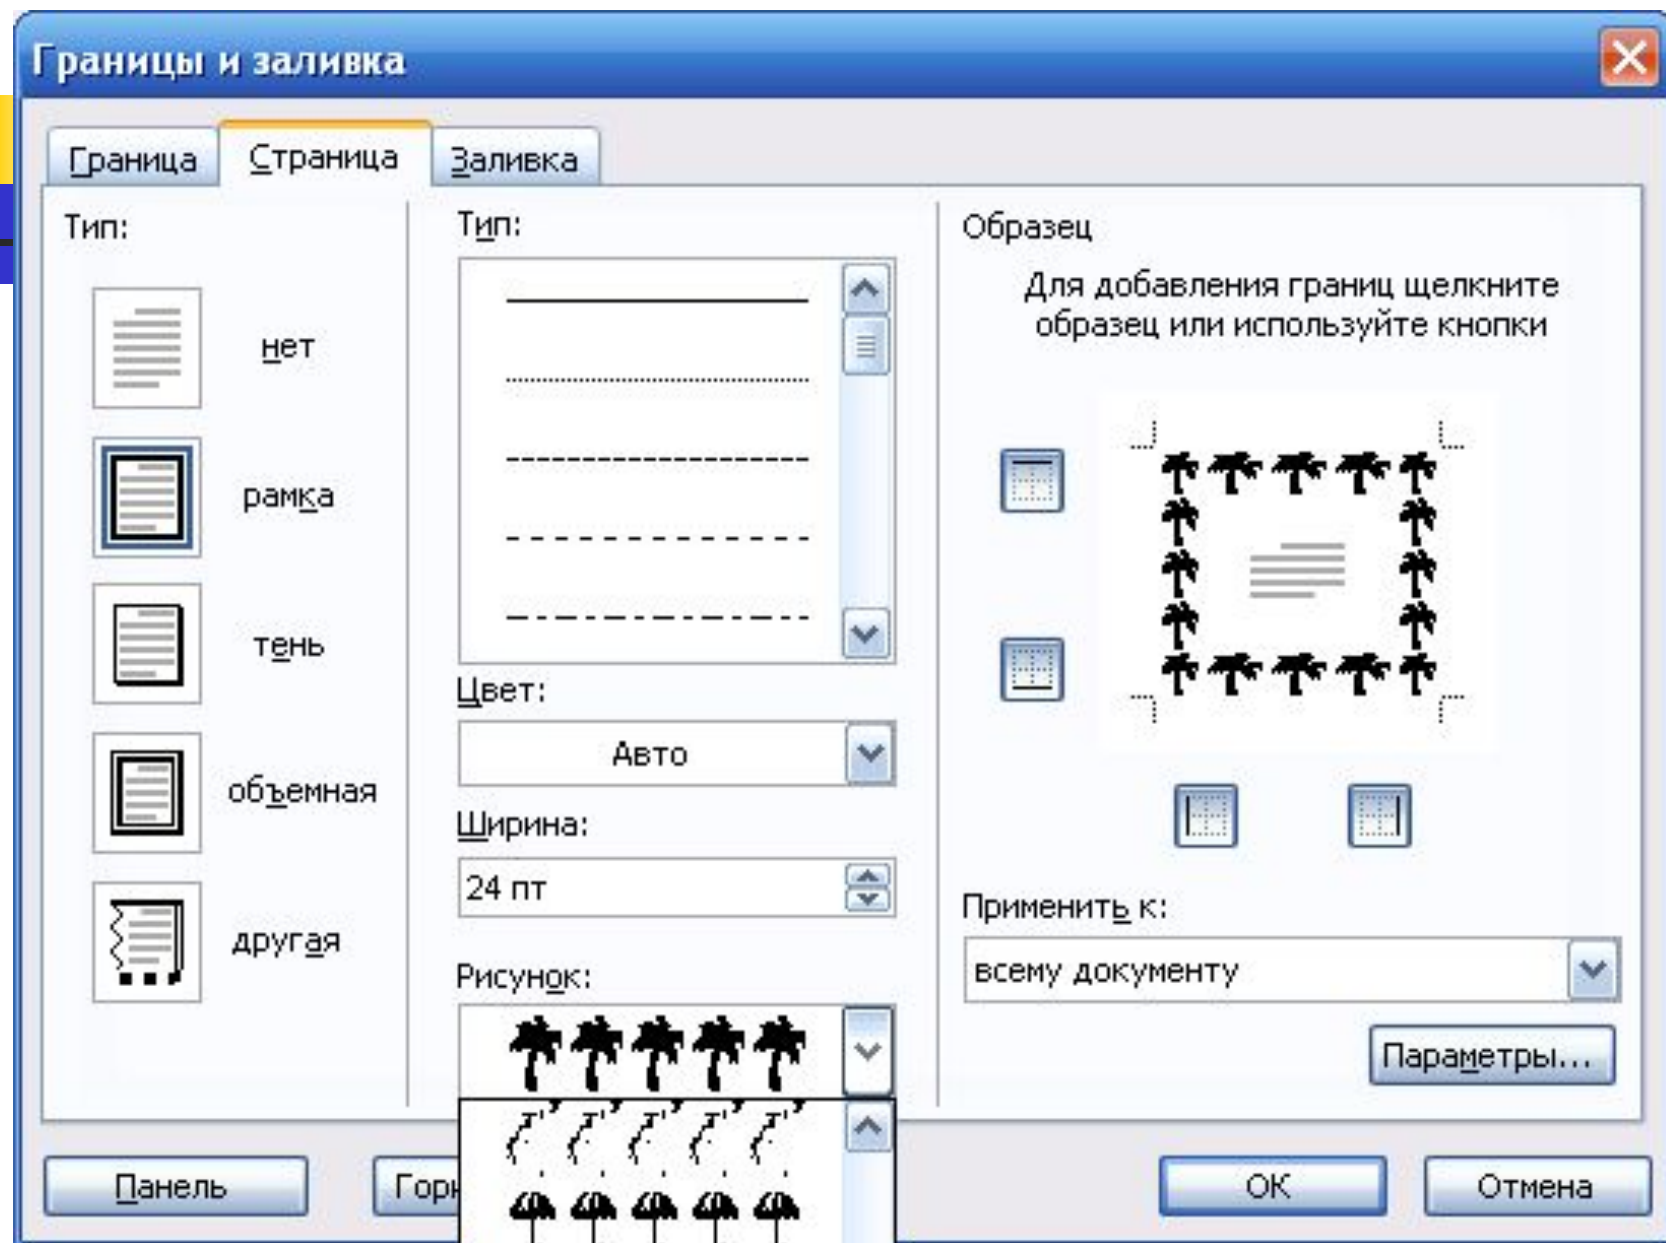 Границы и заливка
Граница
Страница
Заливка
Тип:
нет
рамка
тень
объемная
другая
Тип:
Цвет:
Авто
Ширина:
24 пт
Рисунок:
Образец
Для добавления границ щелкните
образец или используйте кнопки
Применить к:
всему документу
Параметры...
Панель
ОК
Отмена